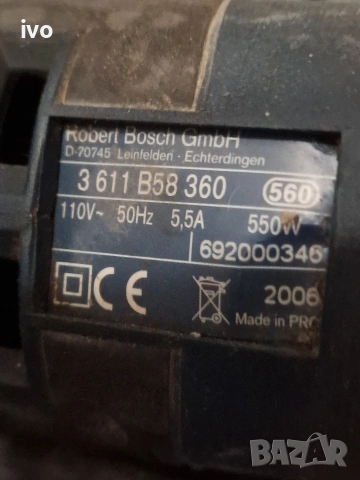 ivo
Robert Bosch GmbH
D-70745 Leinfelden - Echterdingen
3 611 B58 360 560
110V~ 50Hz 5,5A 550W
692000346
CE 2006
Made in PRC
BAZAR